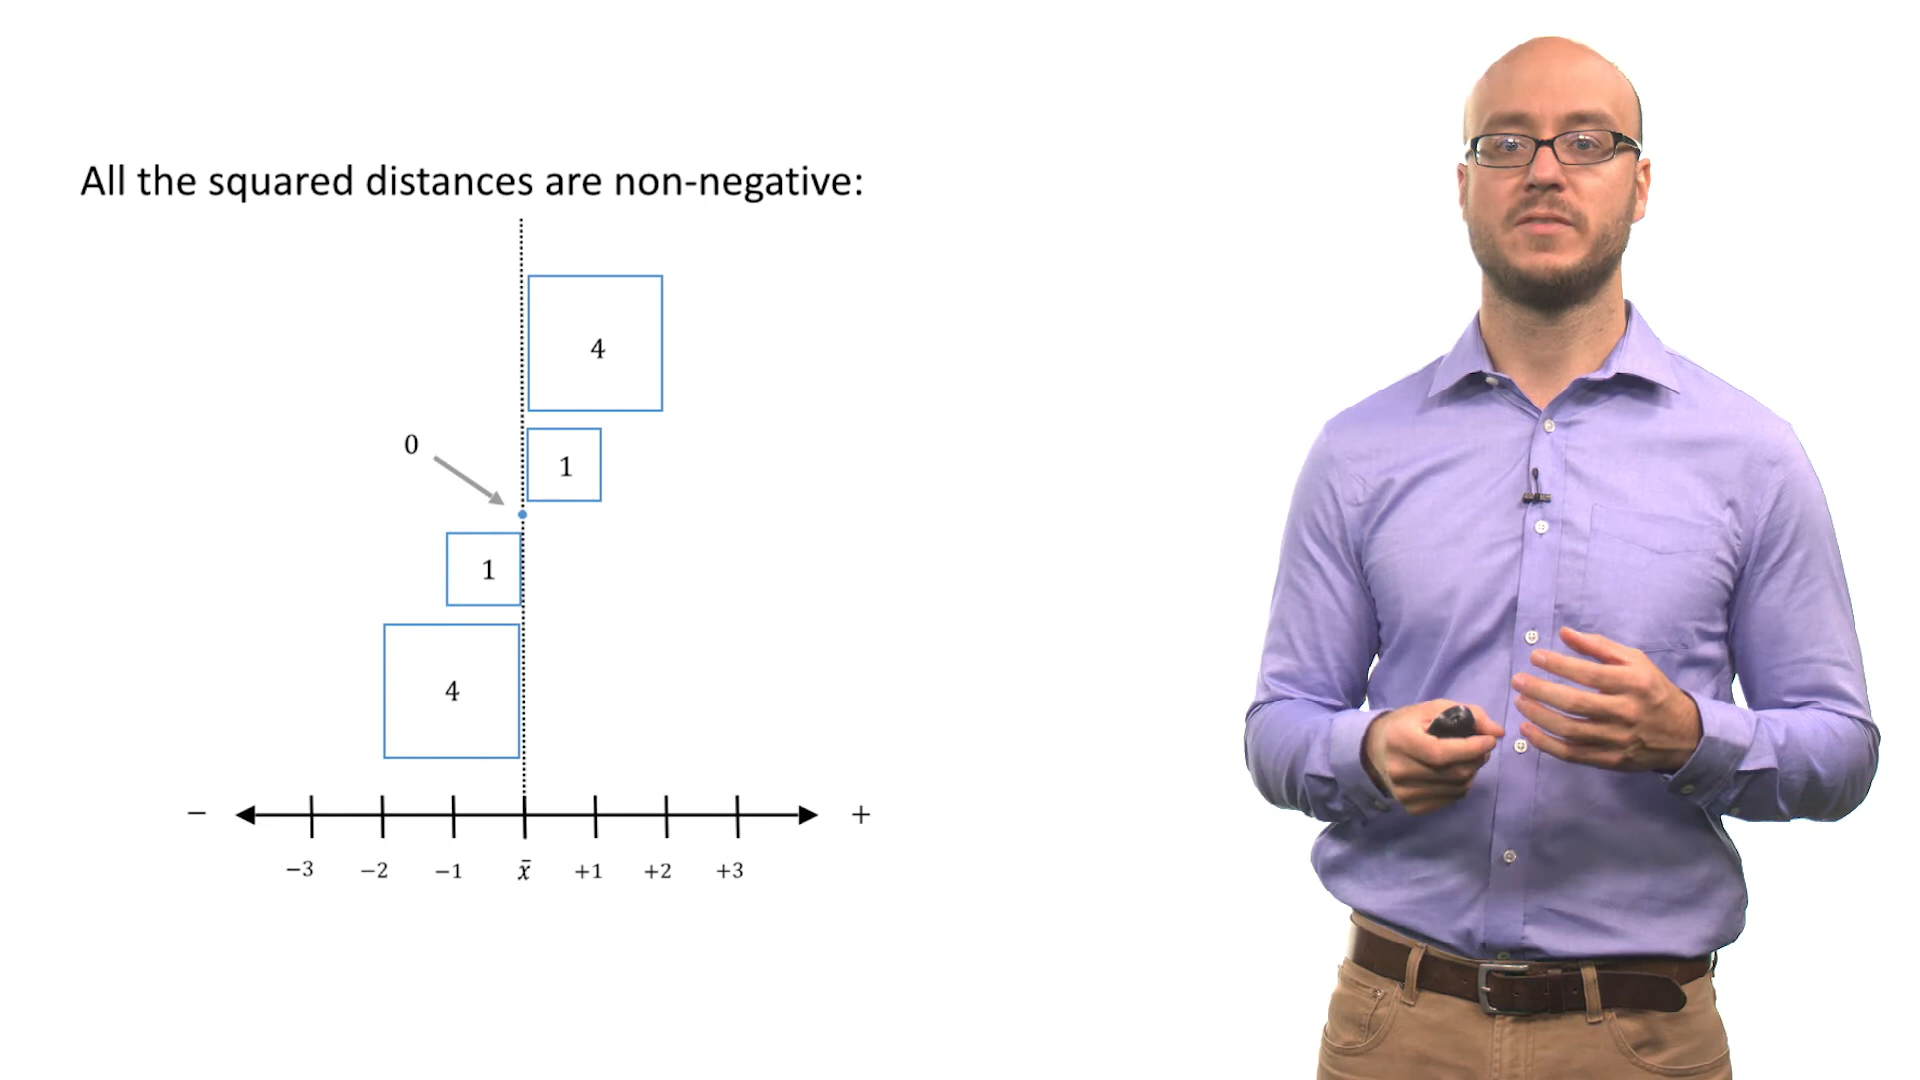 All the squared distances are non-negative:
4
1
0
1
4
− −3 −2 −1 x̄ +1 +2 +3 +